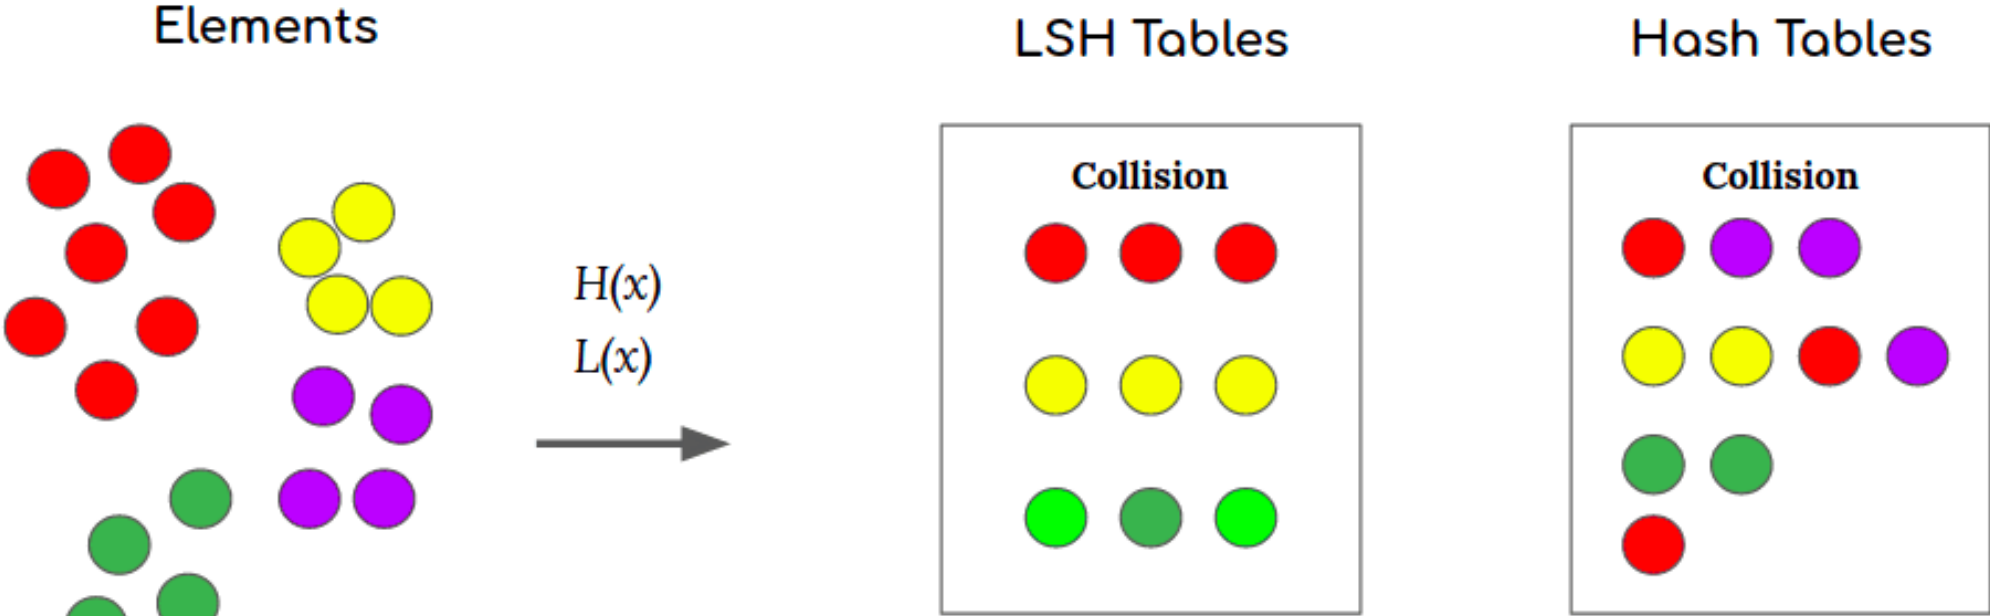 Elements
LSH Tables
Hash Tables
Collision
Collision
H(x)
L(x)